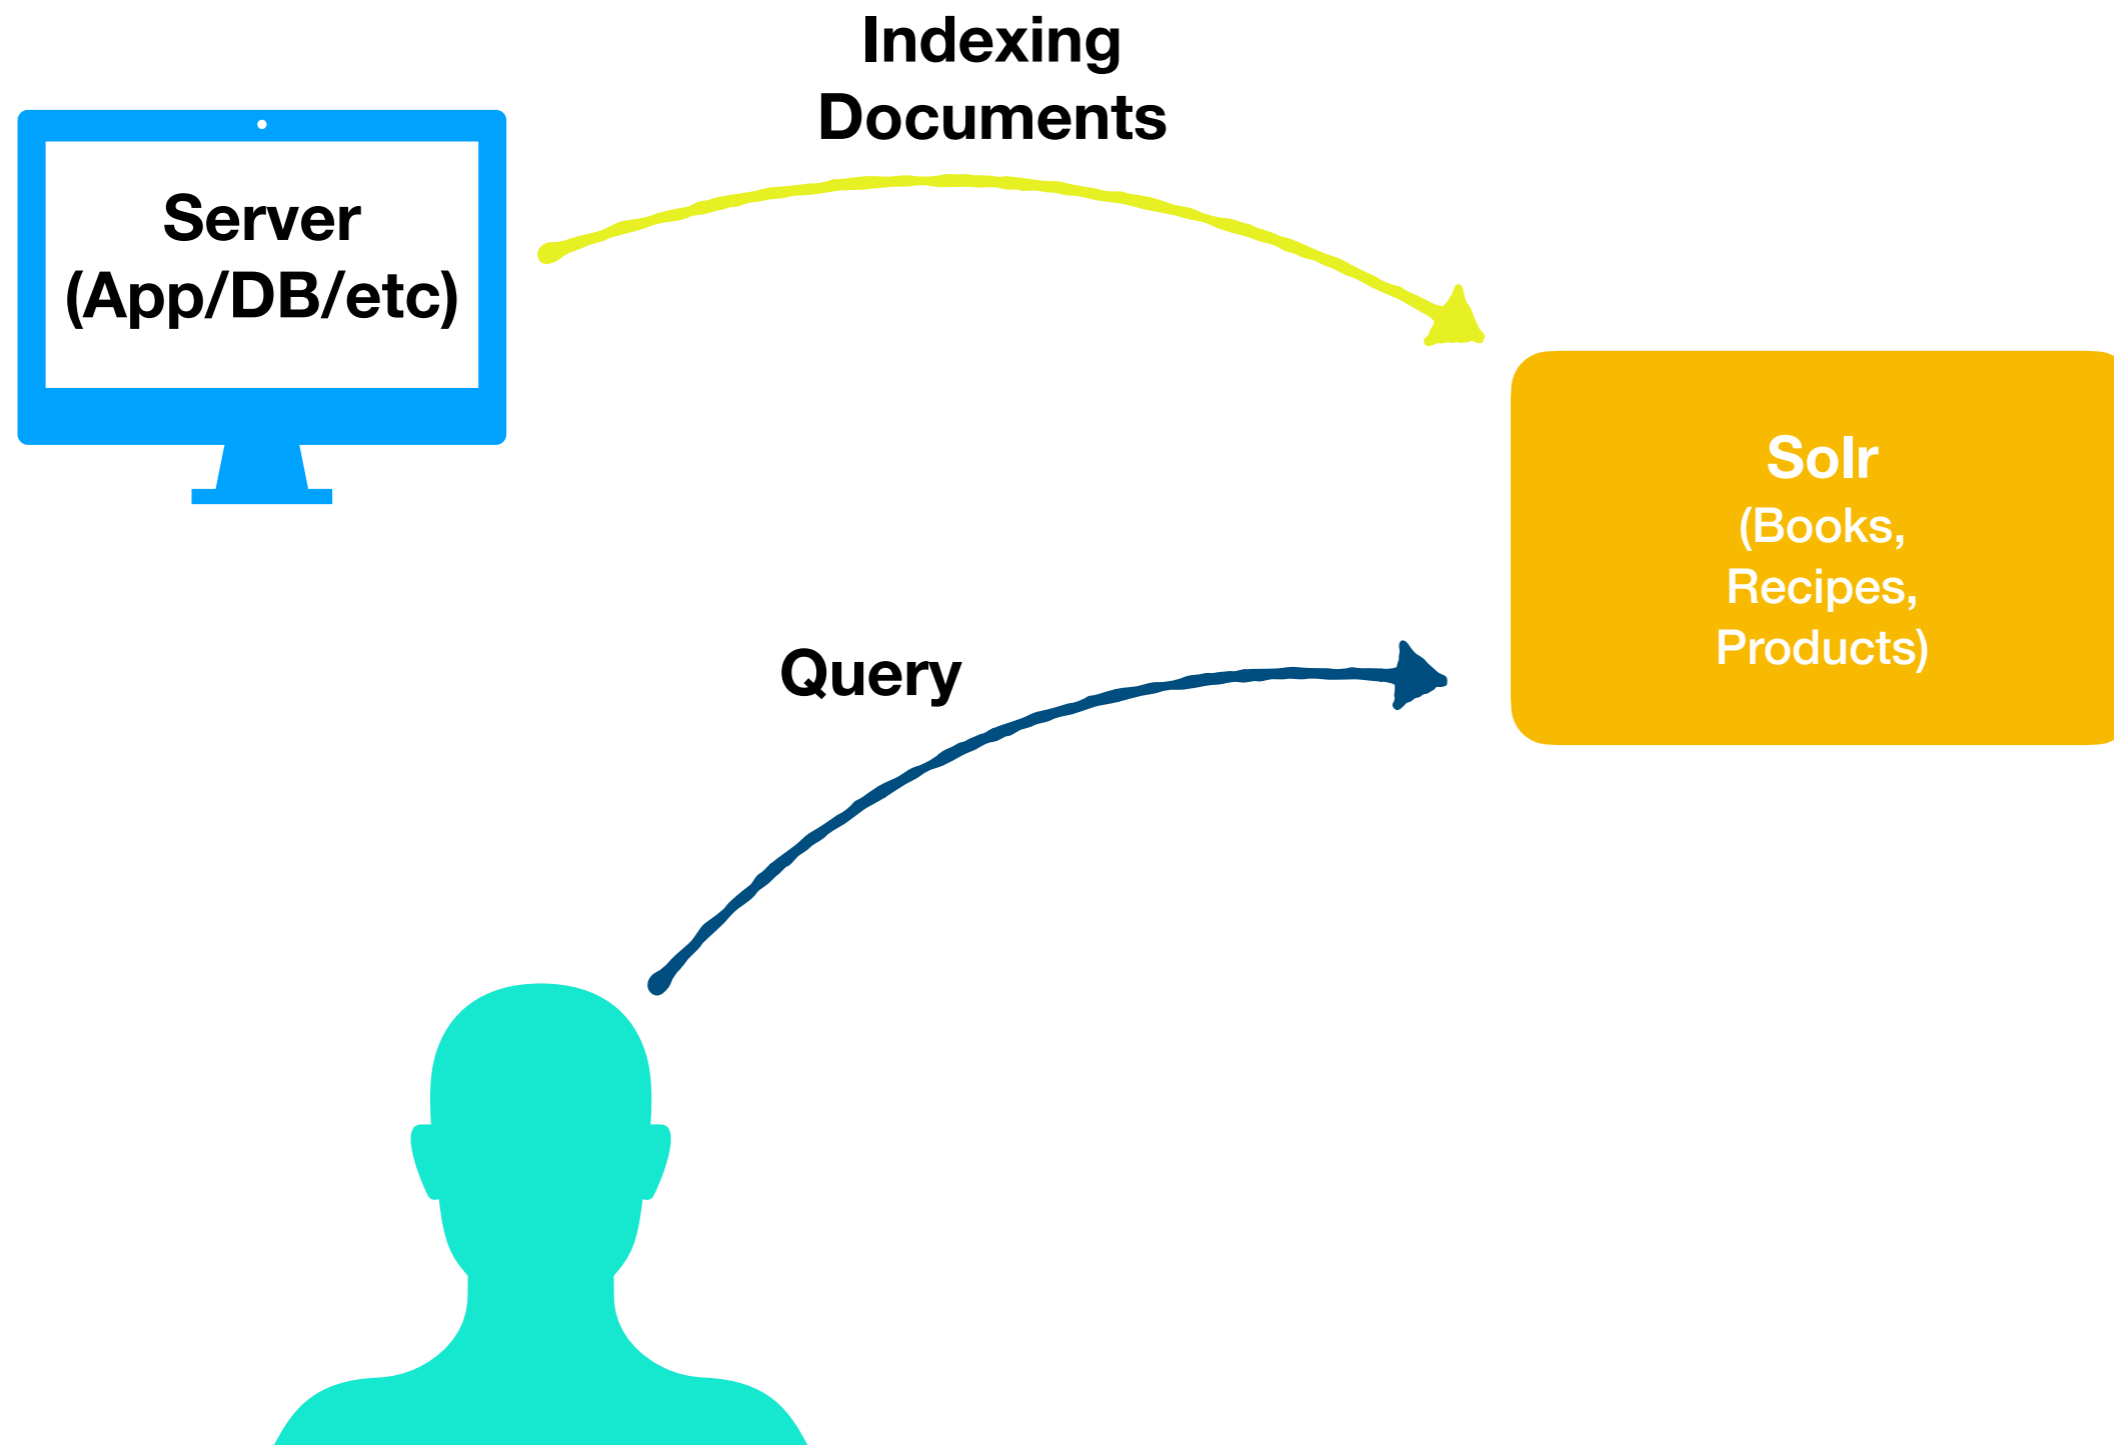 Indexing
Documents
Server
(App/DB/etc)
Solr
(Books,
Recipes,
Products)
Query